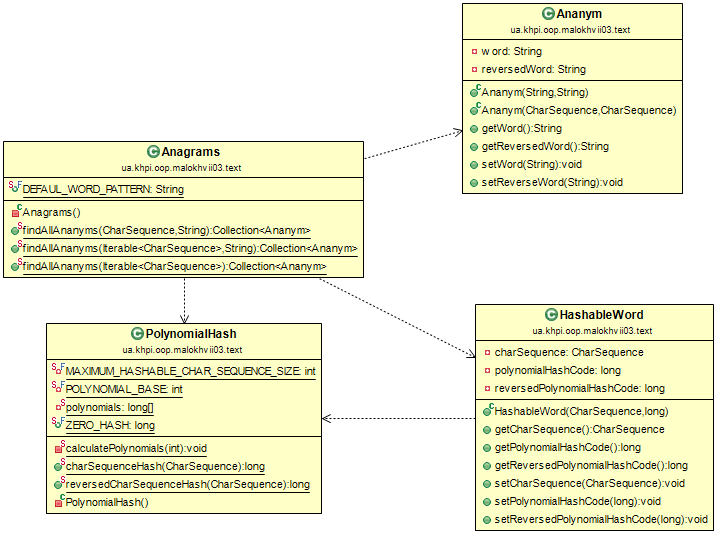 Ananym
ua.khpi.oop.malokhvii03.text
word: String
reversedWord: String
Ananym(String,String)
Ananym(CharSequence,CharSequence)
getWord():String
getReversedWord():String
setWord(String):void
setReverseWord(String):void
Anagrams
ua.khpi.oop.malokhvii03.text
DEFAUL_WORD_PATTERN: String
Anagrams()
findAllAnanyms(CharSequence,String):Collection<Ananym>
findAllAnanyms(Iterable<CharSequence>,String):Collection<Ananym>
findAllAnanyms(Iterable<CharSequence>):Collection<Ananym>
PolynomialHash
ua.khpi.oop.malokhvii03.text
MAXIMUM_HASHABLE_CHAR_SEQUENCE_SIZE: int
POLYNOMIAL_BASE: int
polynomials: long[]
ZERO_HASH: long
calculatePolynomials(int):void
charSequenceHash(CharSequence):long
reversedCharSequenceHash(CharSequence):long
PolynomialHash()
HashableWord
ua.khpi.oop.malokhvii03.text
charSequence: CharSequence
polynomialHashCode: long
reversedPolynomialHashCode: long
HashableWord(CharSequence,long)
getCharSequence():CharSequence
getPolynomialHashCode():long
getReversedPolynomialHashCode():long
setCharSequence(CharSequence):void
setPolynomialHashCode(long):void
setReversedPolynomialHashCode(long):void